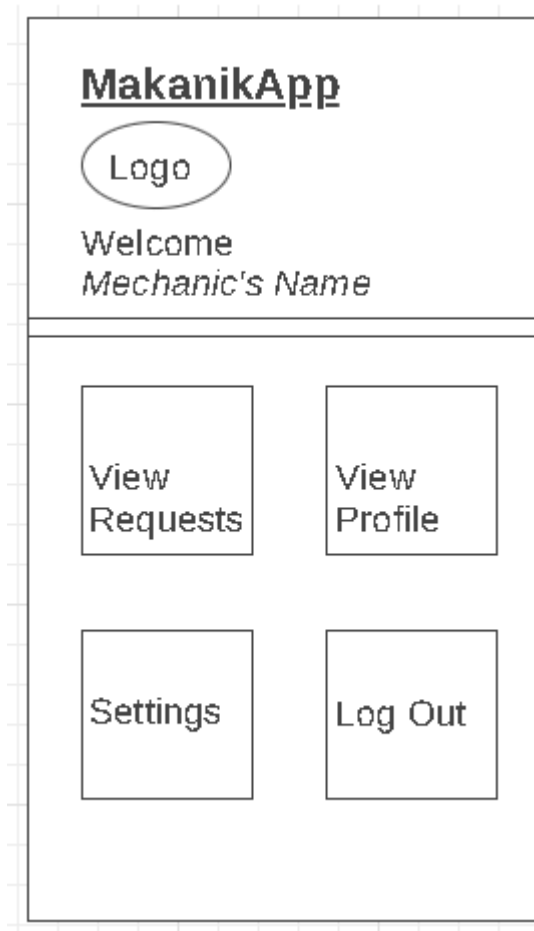 MakanikApp
Logo
Welcome
Mechanic's Name
View
Requests
View
Profile
Settings
Log Out